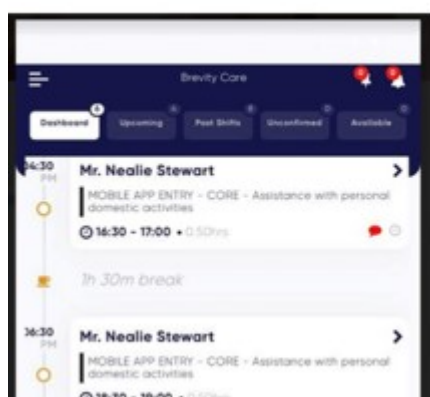 Brevity Care
Dashboard
Upcoming
Past Shifts
Unconfirmed
Available
Mr. Nealie Stewart
PM
MOBILE APP ENTRY - CORE - Assistance with personal
domestic activities
16:30 - 17:00 • 0.50hrs
1h 30m break
Mr. Nealie Stewart
PM
MOBILE APP ENTRY - CORE - Assistance with personal
domestic activities